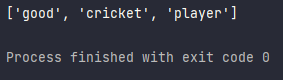 ['good', 'cricket', 'player']
Process finished with exit code 0